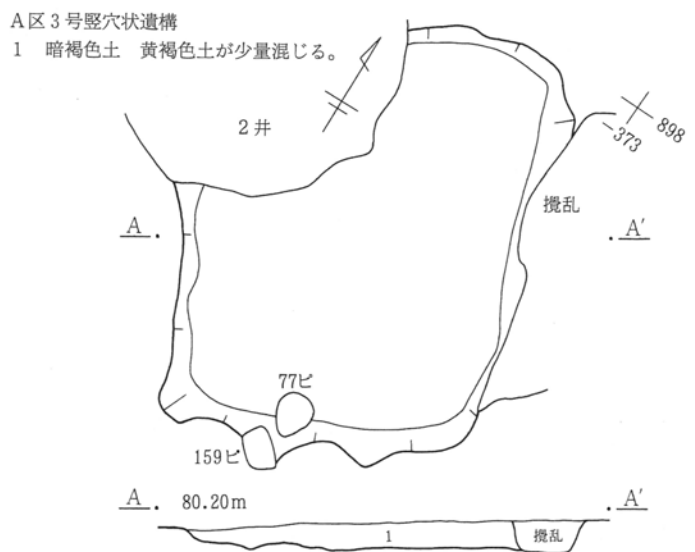 A区3号竪穴状遺構
1 暗褐色土 黄褐色土が少量混じる。
2井
898
-373
攪乱
A
A′
77ピ
159ピ
A 80.20m A′
1
攪乱